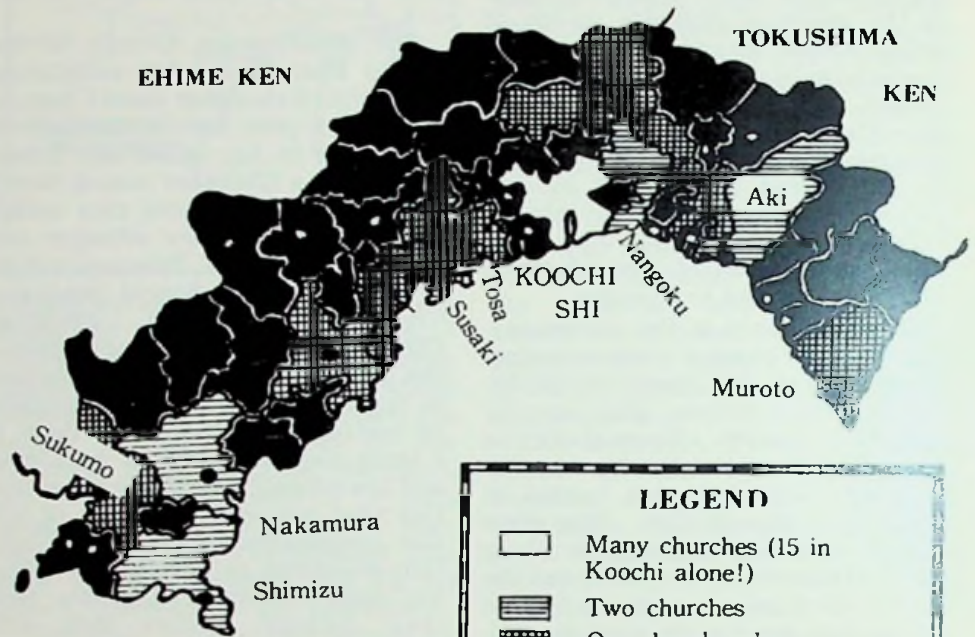 TOKUSHIMA
KEN
EHIME KEN
Aki
Nangoku
KOOCHI
SHI
Tosa
Susaki
Muroto
Sukumo
Nakamura
Shimizu
LEGEND
Many churches (15 in
Koochi alone!)
Two churches